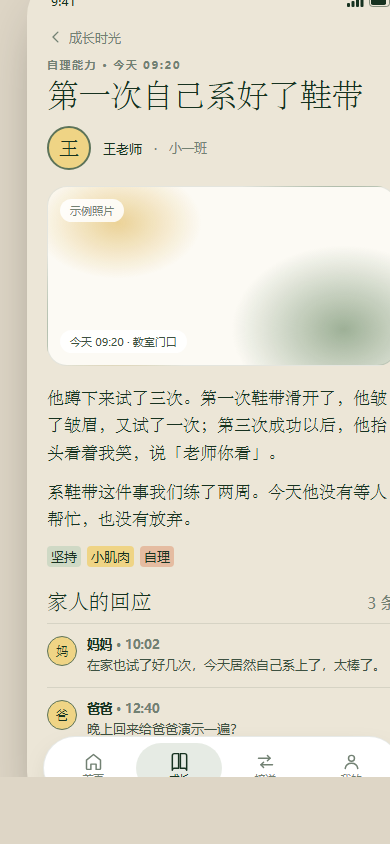 9:41
成长时光
自理能力 • 今天 09:20
第一次自己系好了鞋带
王
王老师 · 小一班
示例照片
今天 09:20 · 教室门口
他蹲下来试了三次。第一次鞋带滑开了，他皱
了皱眉，又试了一次；第三次成功以后，他抬
头看着我笑，说「老师你看」。
系鞋带这件事我们练了两周。今天他没有等人
帮忙，也没有放弃。
坚持 小肌肉 自理
家人的回应
3 条
妈
妈妈 • 10:02
在家也试了好几次，今天居然自己系上了，太棒了。
爸
爸爸 • 12:40
晚上回来给爸爸演示一遍？